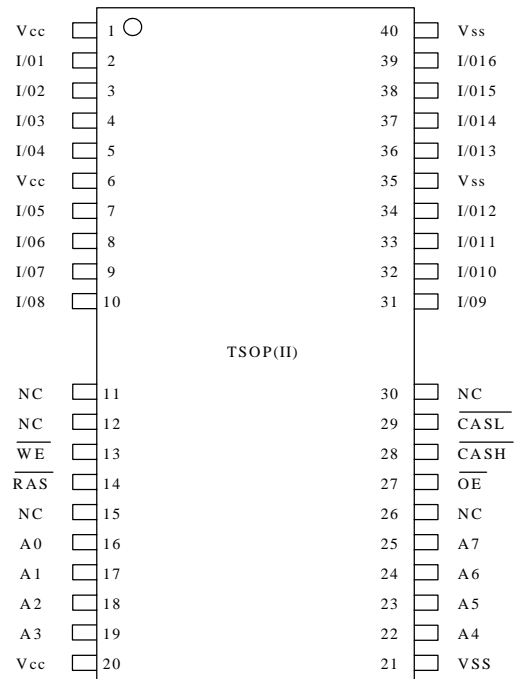 Vcc 1 40 Vss
I/01 2 39 I/016
I/02 3 38 I/015
I/03 4 37 I/014
I/04 5 36 I/013
Vcc 6 35 Vss
I/05 7 34 I/012
I/06 8 33 I/011
I/07 9 32 I/010
I/08 10 31 I/09
TSOP(II)
NC 11 30 NC
NC 12 29 CASL
WE 13 28 CASH
RAS 14 27 OE
NC 15 26 NC
A0 16 25 A7
A1 17 24 A6
A2 18 23 A5
A3 19 22 A4
Vcc 20 21 VSS